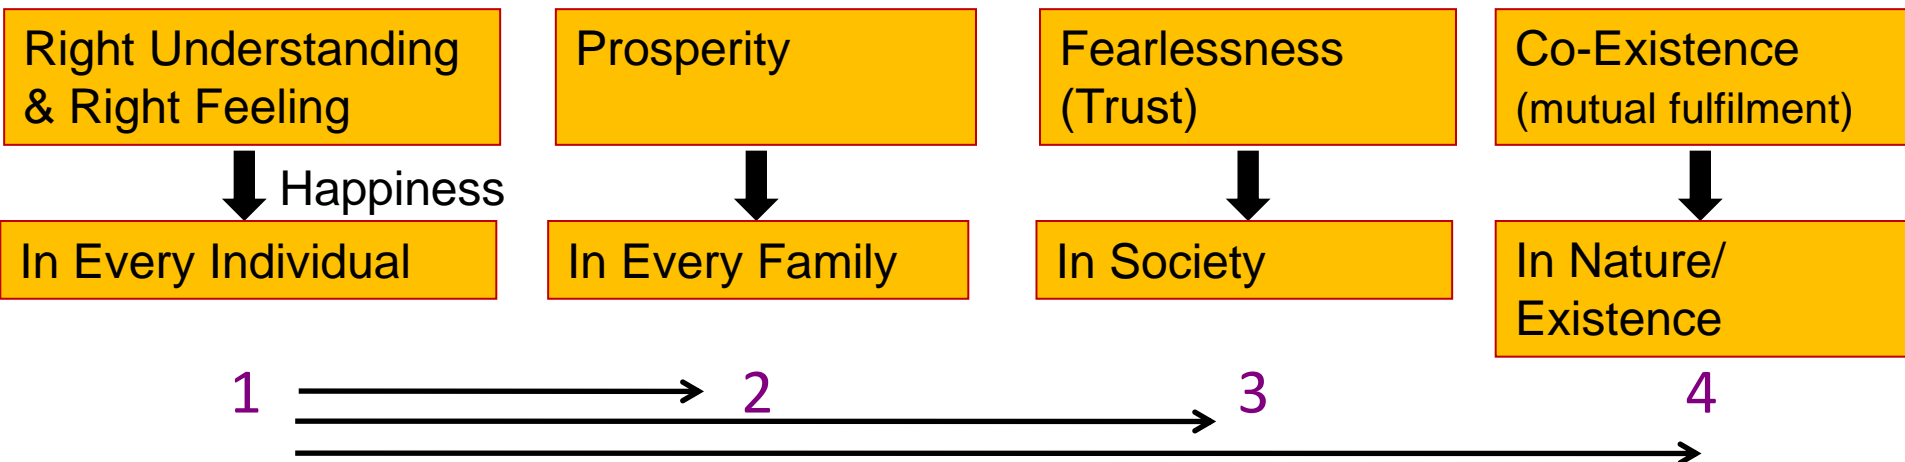 Right Understanding
& Right Feeling
Prosperity
Fearlessness
(Trust)
Co-Existence
(mutual fulfilment)
Happiness
In Every Individual
In Every Family
In Society
In Nature/
Existence
1
2
3
4